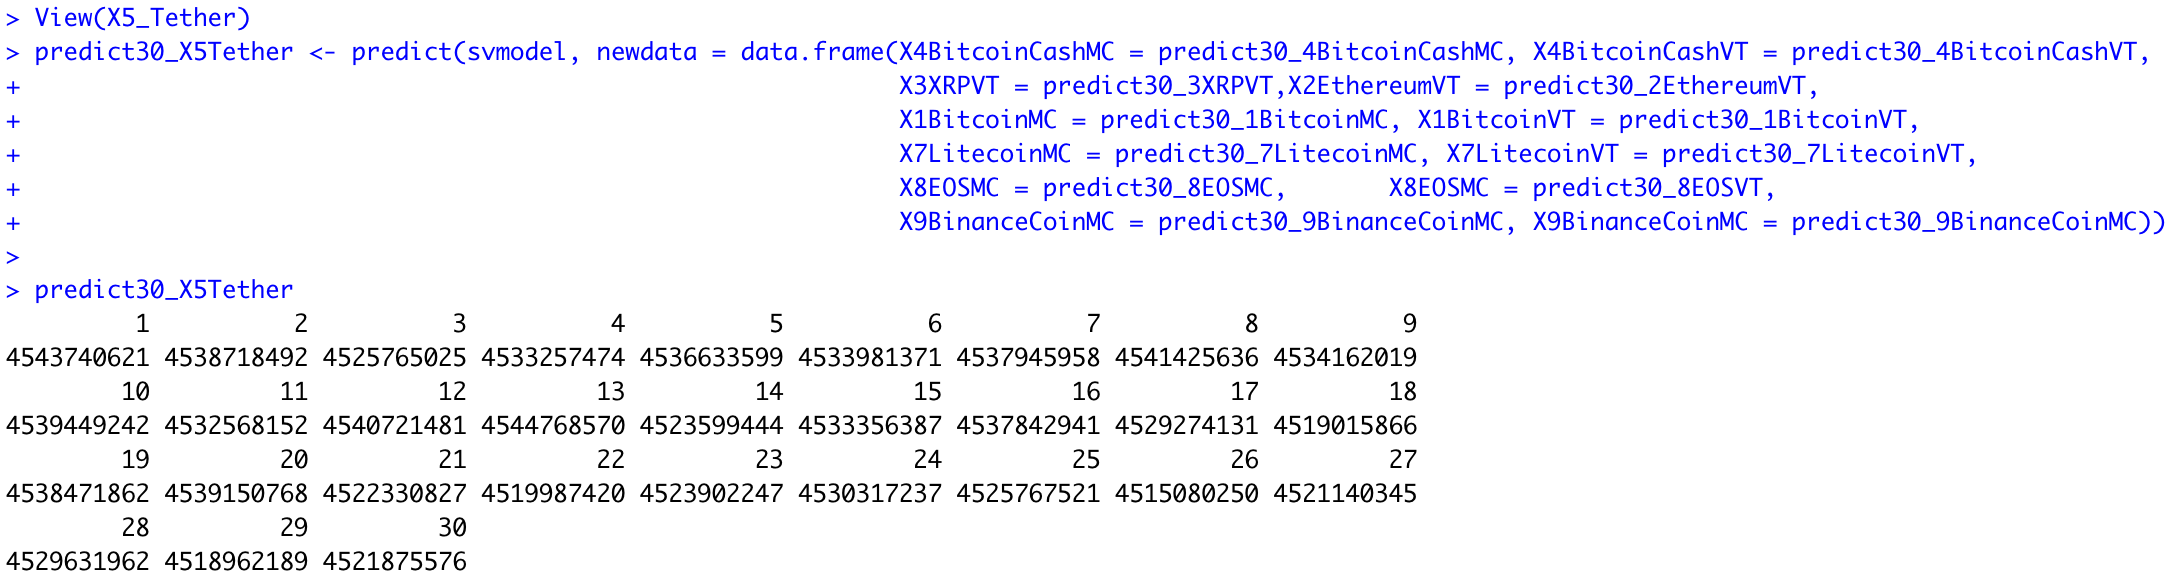 > View(X5_Tether)
> predict30_X5Tether <- predict(svmodel, newdata = data.frame(X4BitcoinCashMC = predict30_4BitcoinCashMC, X4BitcoinCashVT = predict30_4BitcoinCashVT,
+                                                              X3XRPVT = predict30_3XRPVT,X2EthereumVT = predict30_2EthereumVT,
+                                                              X1BitcoinMC = predict30_1BitcoinMC, X1BitcoinVT = predict30_1BitcoinVT,
+                                                              X7LitecoinMC = predict30_7LitecoinMC, X7LitecoinVT = predict30_7LitecoinVT,
+                                                              X8EOSMC = predict30_8EOSMC,       X8EOSMC = predict30_8EOSVT,
+                                                              X9BinanceCoinMC = predict30_9BinanceCoinMC, X9BinanceCoinMC = predict30_9BinanceCoinMC))
>
> predict30_X5Tether
         1          2          3          4          5          6          7          8          9
4543740621 4538718492 4525765025 4533257474 4536633599 4533981371 4537945958 4541425636 4534162019
        10         11         12         13         14         15         16         17         18
4539449242 4532568152 4540721481 4544768570 4523599444 4533356387 4537842941 4529274131 4519015866
        19         20         21         22         23         24         25         26         27
4538471862 4539150768 4522330827 4519987420 4523902247 4530317237 4525767521 4515080250 4521140345
        28         29         30
4529631962 4518962189 4521875576